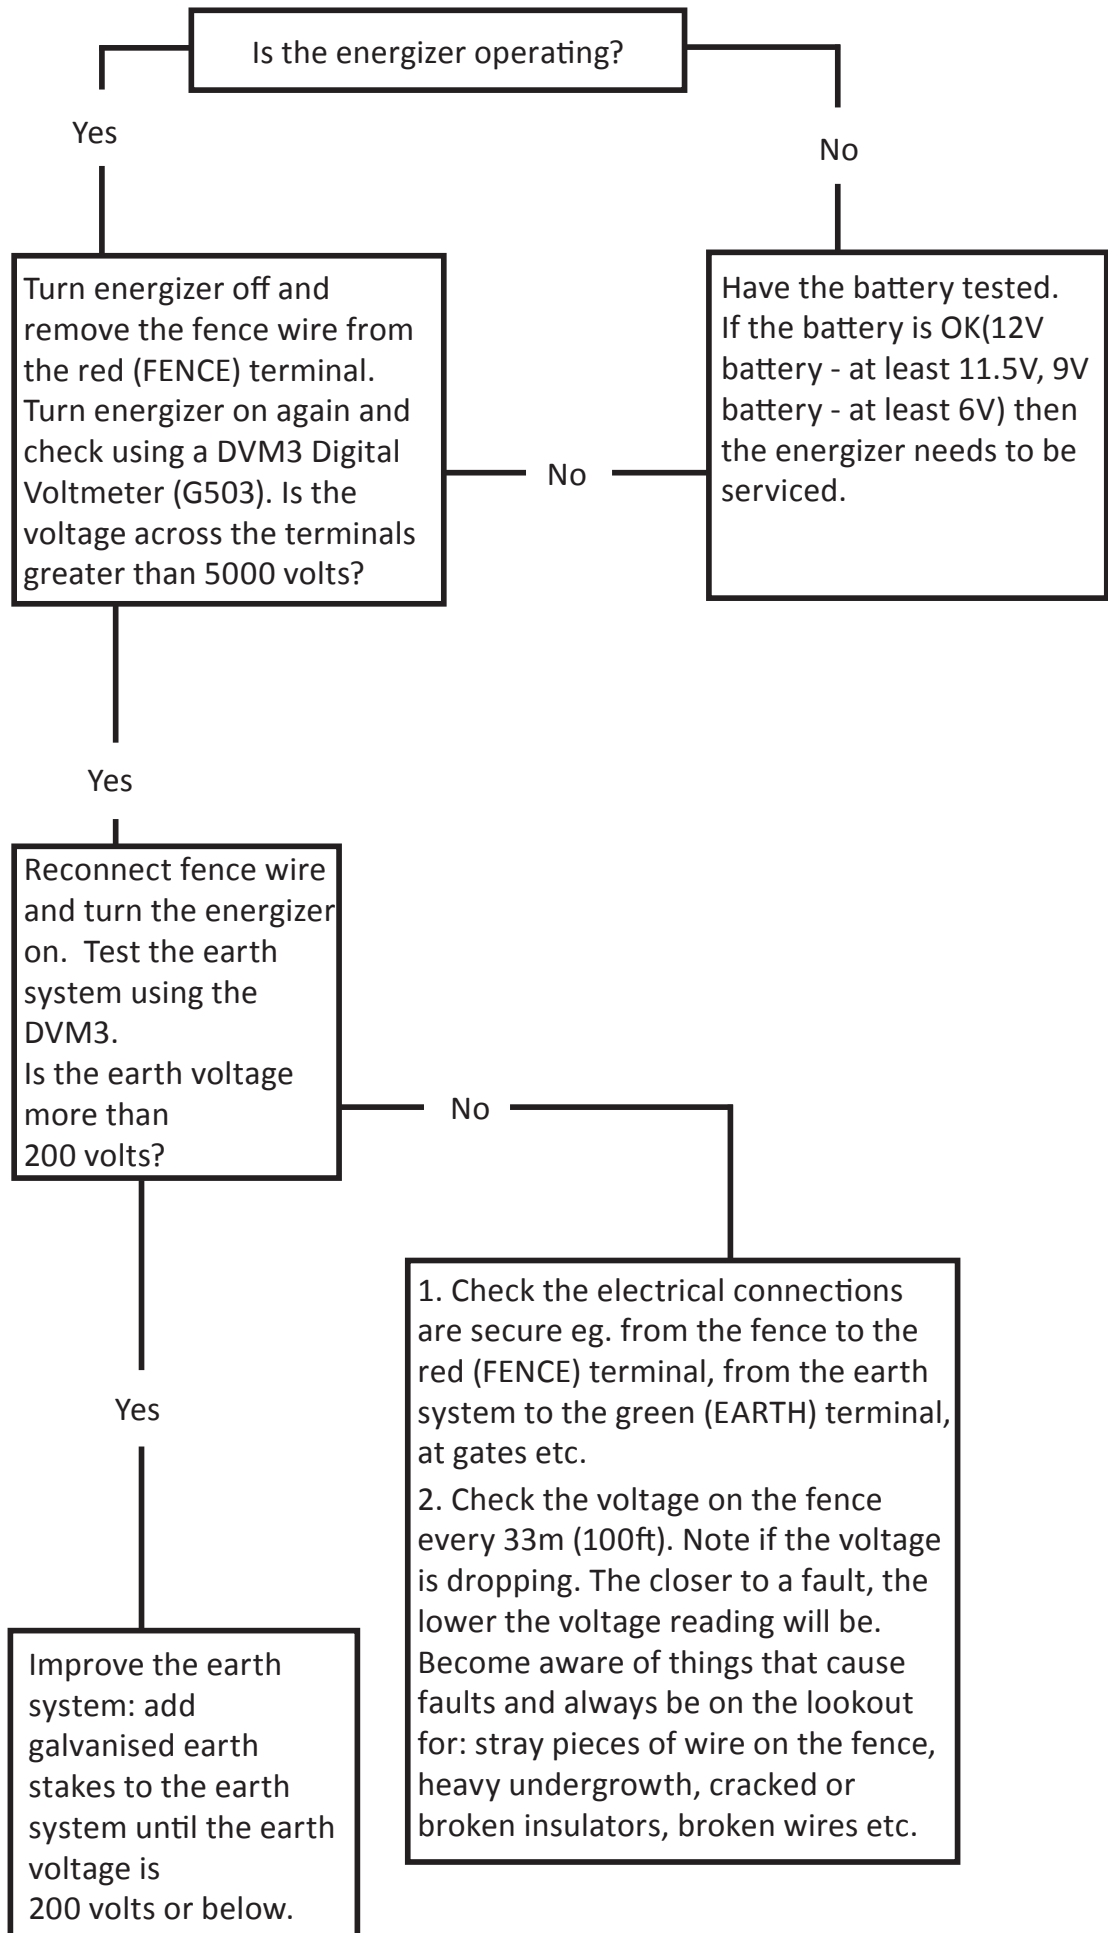 Is the energizer operating?
Yes
No
Turn energizer off and
remove the fence wire from
the red (FENCE) terminal.
Turn energizer on again and
check using a DVM3 Digital
Voltmeter (G503). Is the
voltage across the terminals
greater than 5000 volts?
No
Have the battery tested.
If the battery is OK(12V
battery - at least 11.5V, 9V
battery - at least 6V) then
the energizer needs to be
serviced.
Yes
Reconnect fence wire
and turn the energizer
on.  Test the earth
system using the
DVM3.
Is the earth voltage
more than
200 volts?
No
Yes
1. Check the electrical connections
are secure eg. from the fence to the
red (FENCE) terminal, from the earth
system to the green (EARTH) terminal,
at gates etc.
2. Check the voltage on the fence
every 33m (100ft). Note if the voltage
is dropping. The closer to a fault, the
lower the voltage reading will be.
Become aware of things that cause
faults and always be on the lookout
for: stray pieces of wire on the fence,
heavy undergrowth, cracked or
broken insulators, broken wires etc.
Improve the earth
system: add
galvanised earth
stakes to the earth
system until the earth
voltage is
200 volts or below.